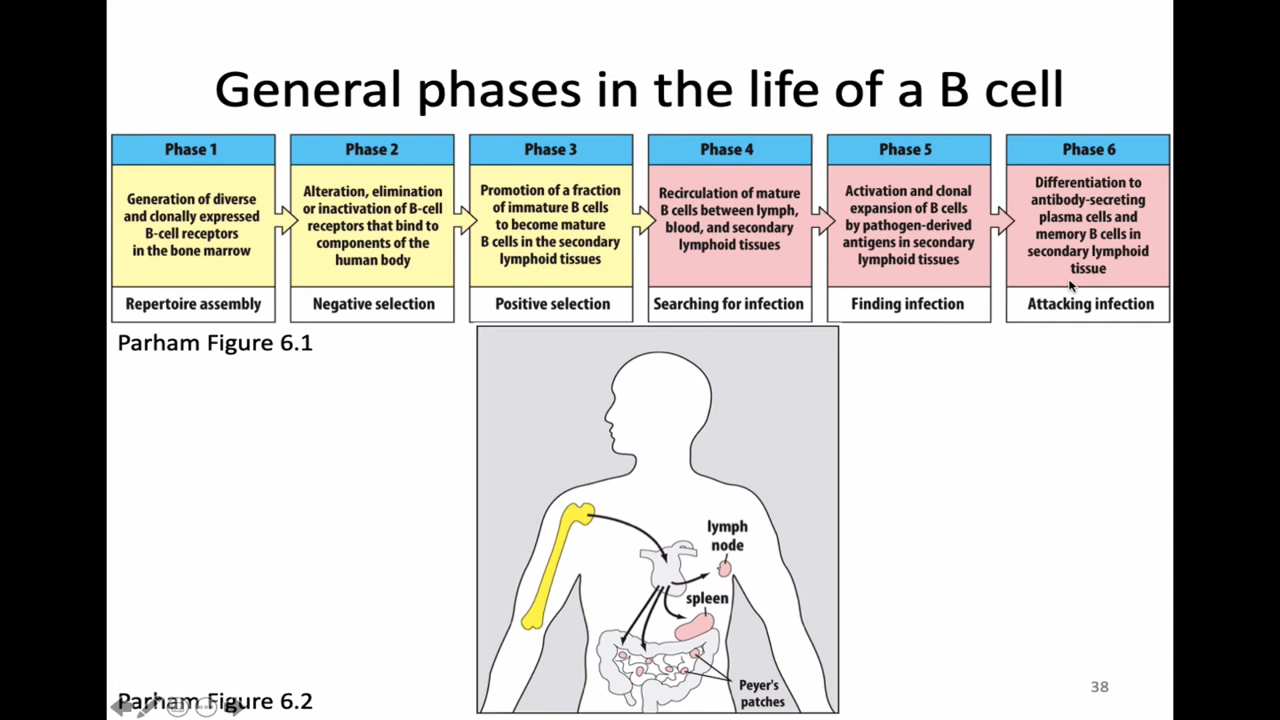 General phases in the life of a B cell
Phase 1
Generation of diverse
and clonally expressed
B-cell receptors
in the bone marrow
Repertoire assembly
Phase 2
Alteration, elimination
or inactivation of B-cell
receptors that bind to
components of the
human body
Negative selection
Phase 3
Promotion of a fraction
of immature B cells
to become mature
B cells in the secondary
lymphoid tissues
Positive selection
Phase 4
Recirculation of mature
B cells between lymph,
blood, and secondary
lymphoid tissues
Searching for infection
Phase 5
Activation and clonal
expansion of B cells
by pathogen-derived
antigens in secondary
lymphoid tissues
Finding infection
Phase 6
Differentiation to
antibody-secreting
plasma cells and
memory B cells in
secondary lymphoid
tissue
Attacking infection
Parham Figure 6.1
lymph
node
spleen
Peyer's
patches
Parham Figure 6.2
38